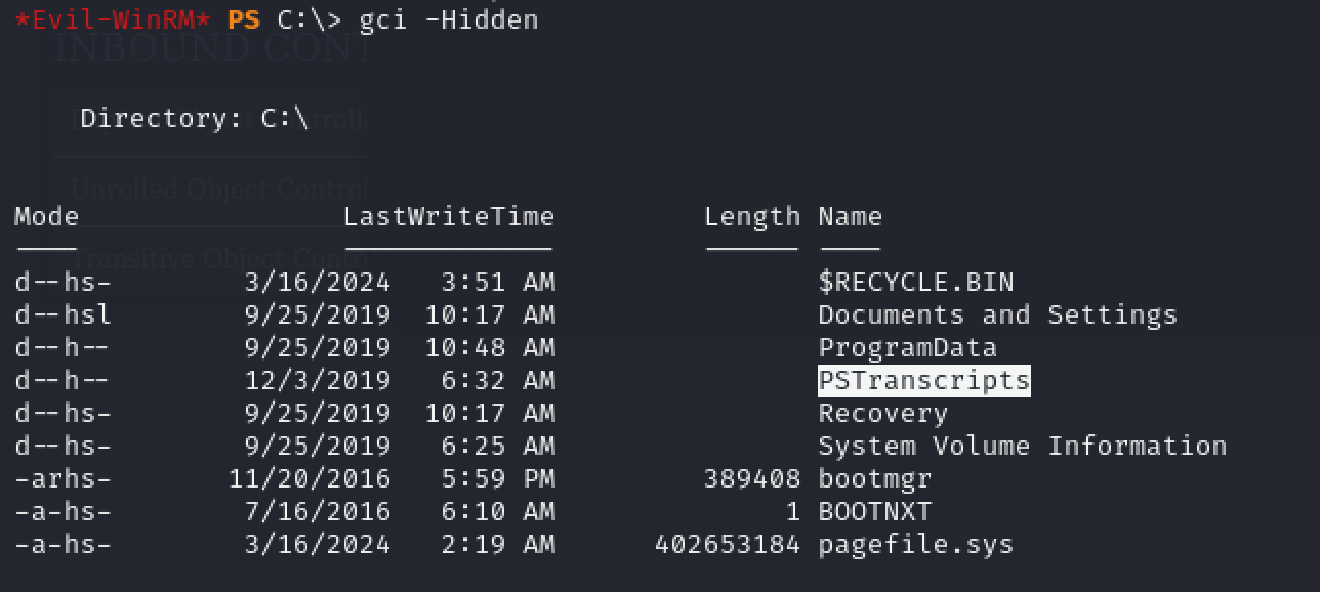 *Evil-WinRM* PS C:\> gci -Hidden
INBOUND CON
Directory: C:\
Unrolled Object Control
Mode LastWriteTime Length Name
---- ------------- ------ ----
Transitive Object Contr
d--hs- 3/16/2024 3:51 AM $RECYCLE.BIN
d--hsl 9/25/2019 10:17 AM Documents and Settings
d--h-- 9/25/2019 10:48 AM ProgramData
d--h-- 12/3/2019 6:32 AM PSTranscripts
d--hs- 9/25/2019 10:17 AM Recovery
d--hs- 9/25/2019 6:25 AM System Volume Information
-arhs- 11/20/2016 5:59 PM 389408 bootmgr
-a-hs- 7/16/2016 6:10 AM 1 BOOTNXT
-a-hs- 3/16/2024 2:19 AM 402653184 pagefile.sys